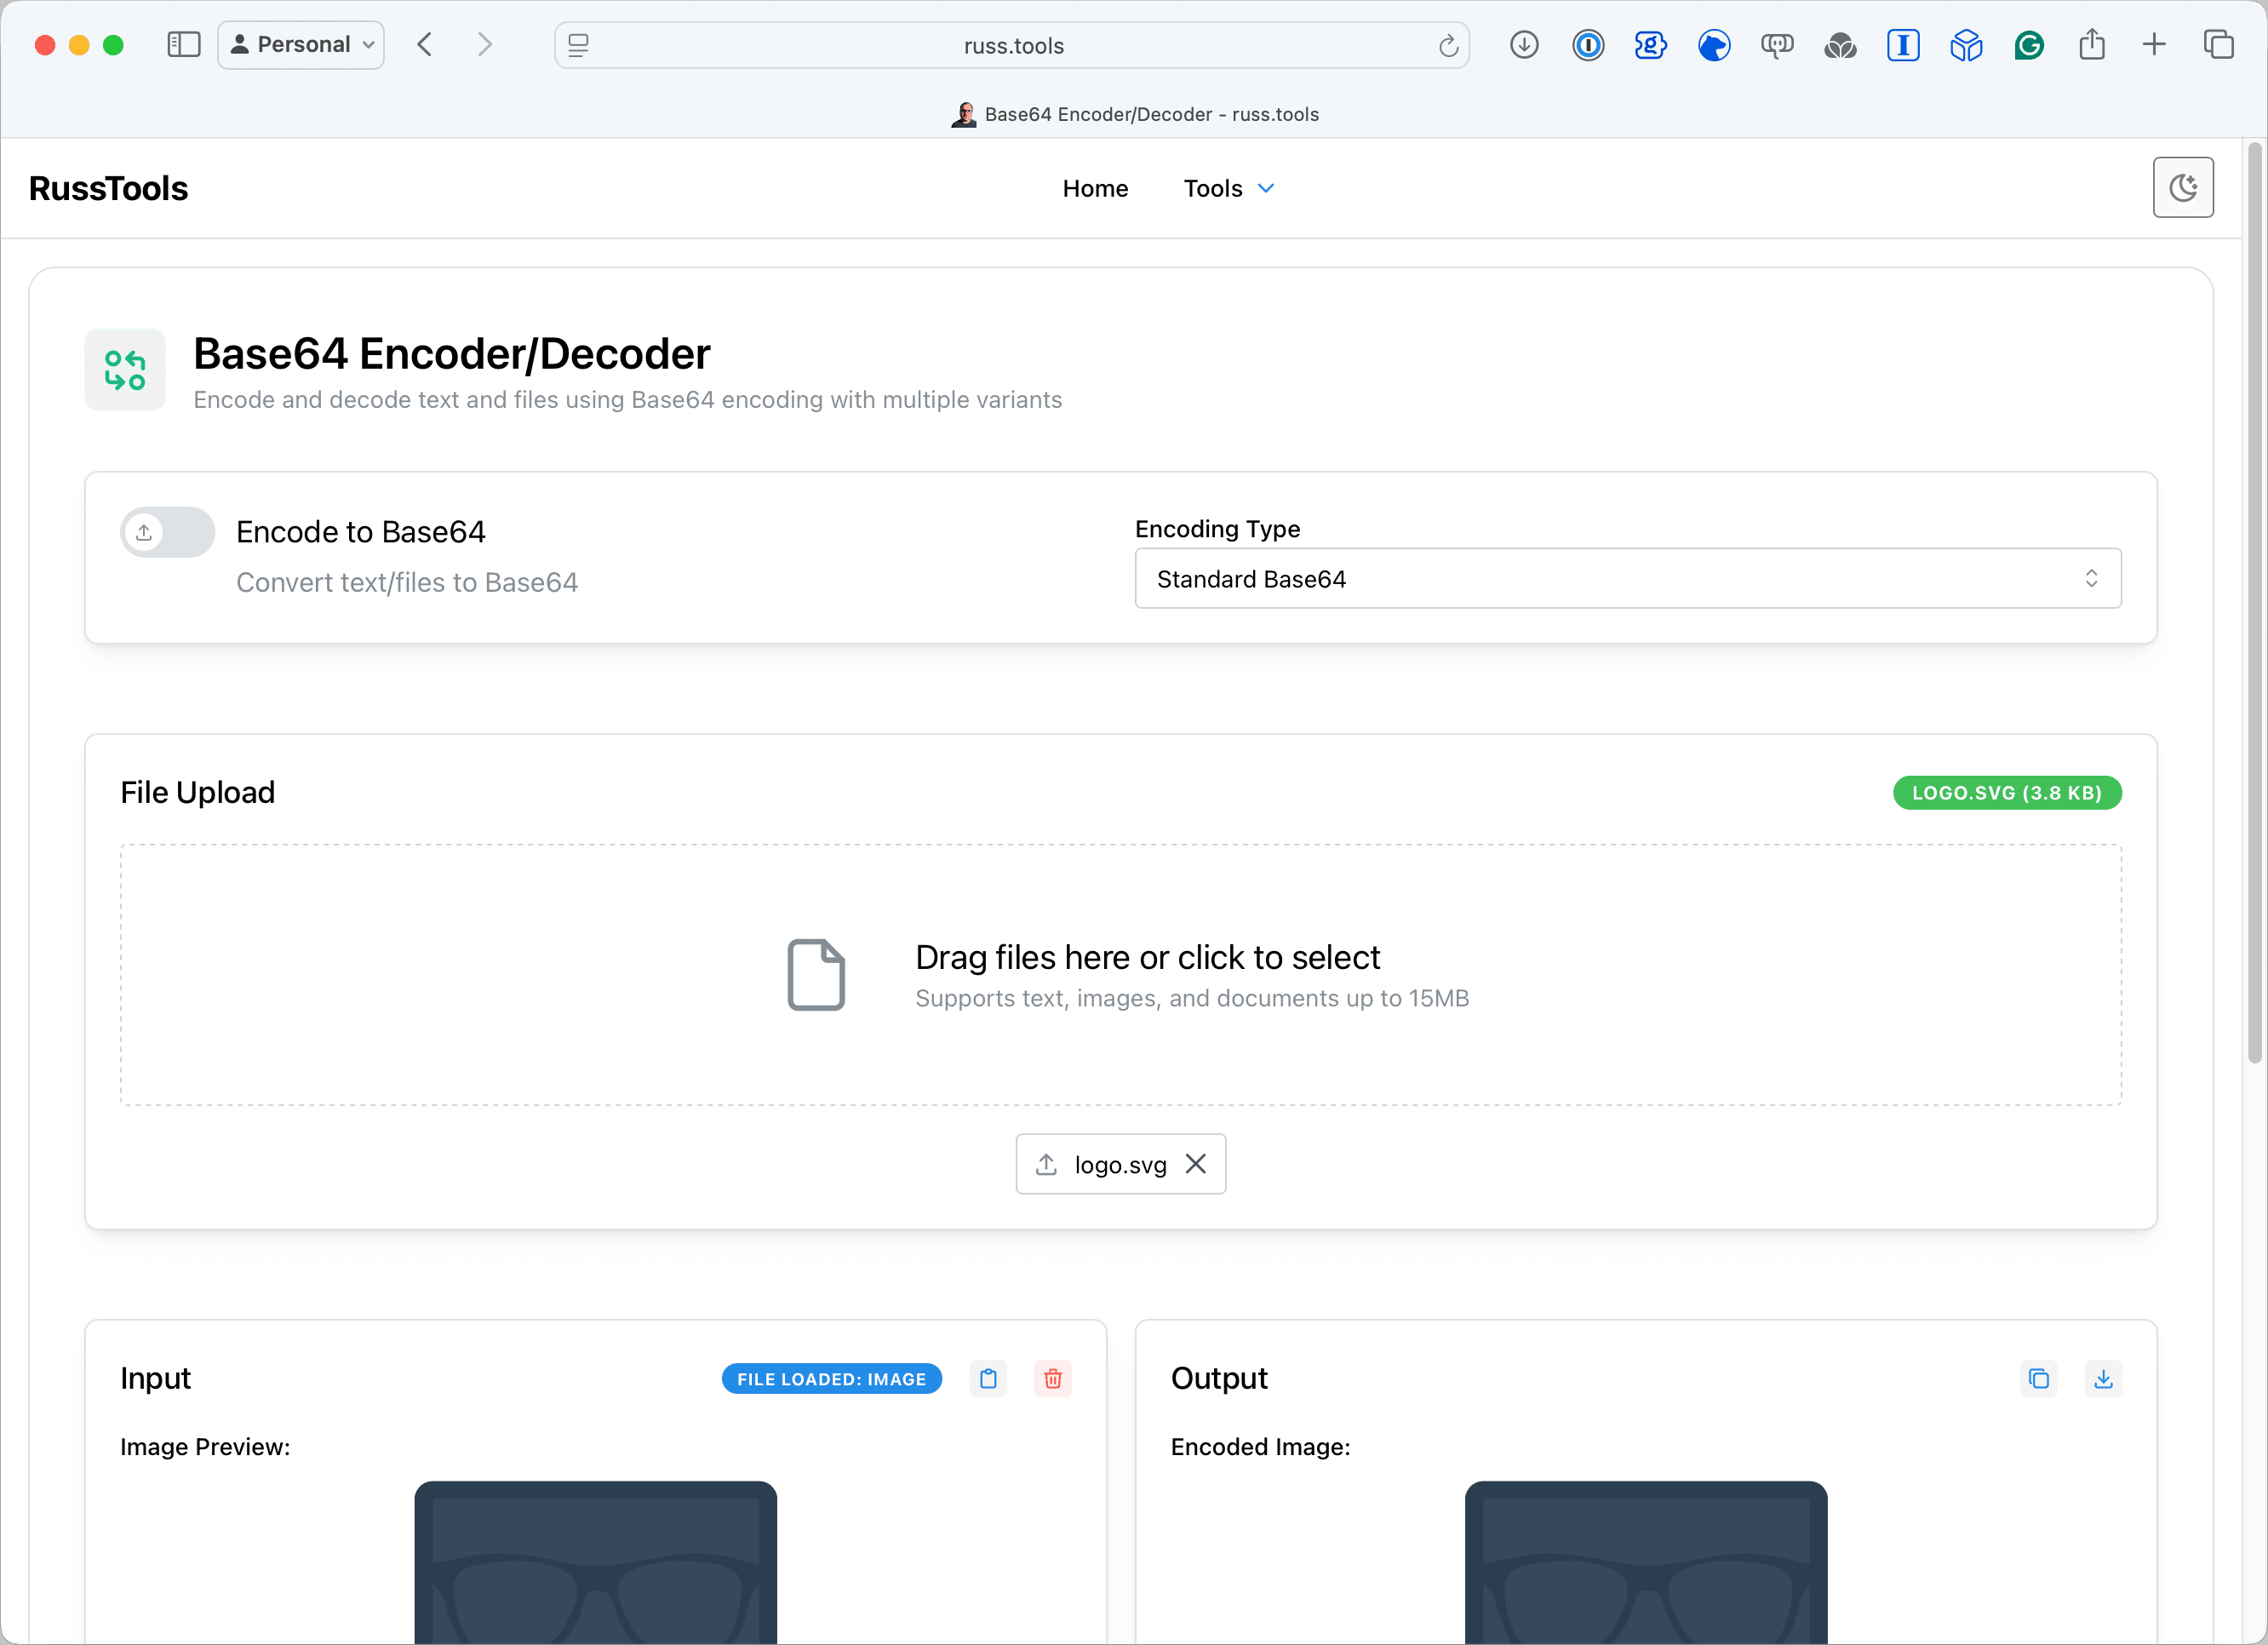 Personal
russ.tools
Base64 Encoder/Decoder - russ.tools
RussTools
Home
Tools
Base64 Encoder/Decoder
Encode and decode text and files using Base64 encoding with multiple variants
Encode to Base64
Convert text/files to Base64
Encoding Type
Standard Base64
File Upload
LOGO.SVG (3.8 KB)
Drag files here or click to select
Supports text, images, and documents up to 15MB
logo.svg
Input
FILE LOADED: IMAGE
Image Preview:
Output
Encoded Image: